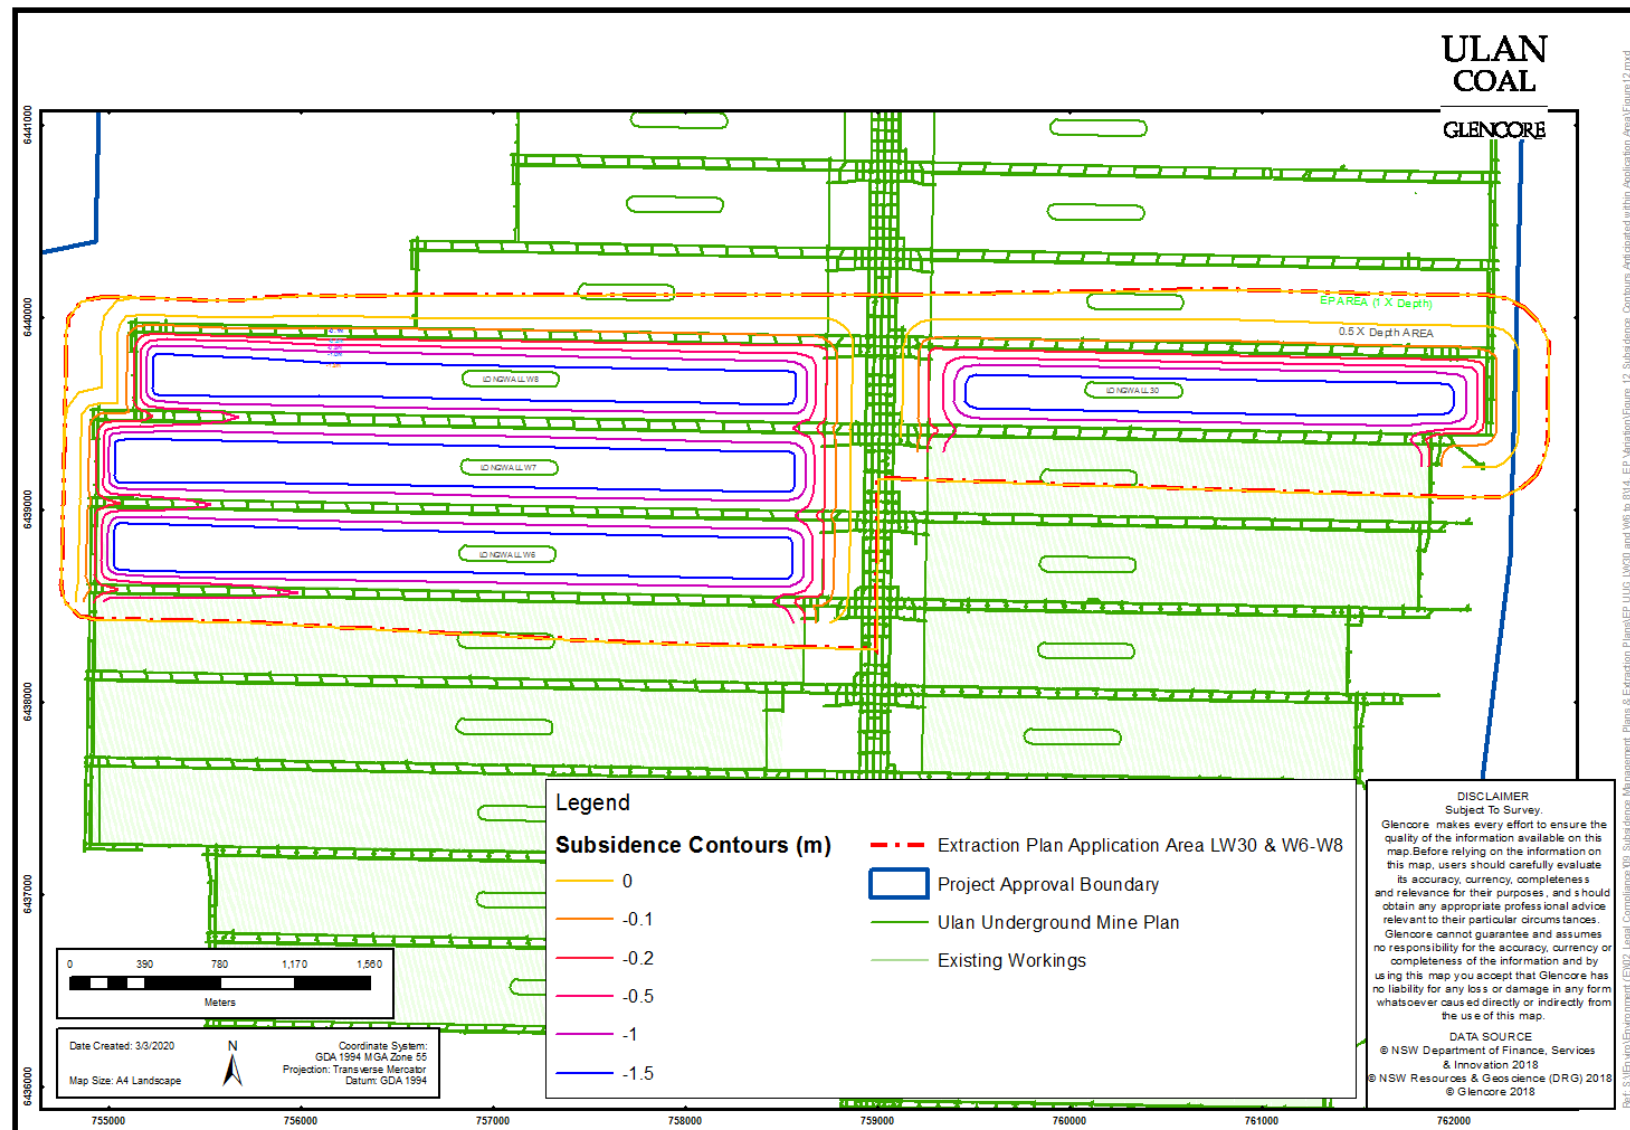 ULAN
COAL
GLENCORE
6441000
6440000
6439000
6438000
6437000
6436000
EP AREA (1 X Depth)
0.5 X Depth AREA
LONGWALL W8
LONGWALL 30
LONGWALL W7
LONGWALL W6
Legend
Subsidence Contours (m)
0
-0.1
-0.2
-0.5
-1
-1.5
Extraction Plan Application Area LW30 & W6-W8
Project Approval Boundary
Ulan Underground Mine Plan
Existing Workings
0 390 780 1,170 1,560
Meters
Date Created: 3/3/2020
Map Size: A4 Landscape
N
Coordinate System:
GDA 1994 MGA Zone 55
Projection: Transverse Mercator
Datum: GDA 1994
DISCLAIMER
Subject To Survey.
Glencore makes every effort to ensure the
quality of the information available on this
map.Before relying on the information on
this map, users should carefully evaluate
its accuracy, currency, completeness
and relevance for their purposes, and should
obtain any appropriate professional advice
relevant to their particular circumstances.
Glencore cannot guarantee and assumes
no responsibility for the accuracy, currency or
completeness of the information and by
using this map you accept that Glencore has
no liability for any loss or damage in any form
whatsoever caused directly or indirectly from
the use of this map.
DATA SOURCE
© NSW Department of Finance, Services
& Innovation 2018
© NSW Resources & Geoscience (DRG) 2018
© Glencore 2018
755000 756000 757000 758000 759000 760000 761000 762000